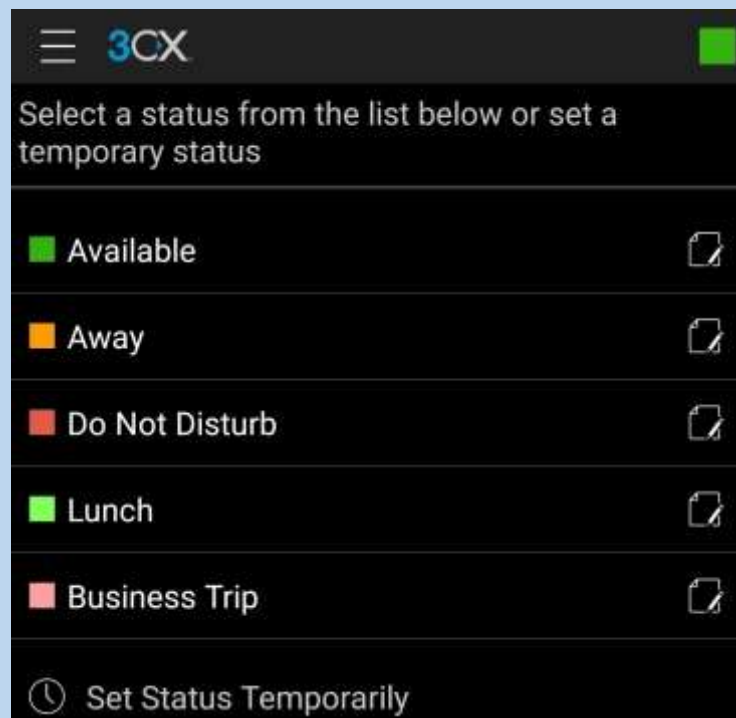 3CX
Select a status from the list below or set a
temporary status
Available
Away
Do Not Disturb
Lunch
Business Trip
Set Status Temporarily